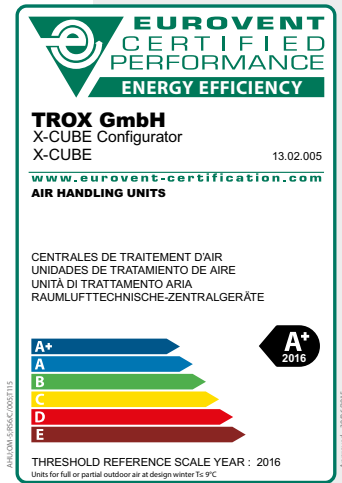 EUROVENT
CERTIFIED
PERFORMANCE
ENERGY EFFICIENCY
TROX GmbH
X-CUBE Configurator
X-CUBE 13.02.005
www.eurovent-certification.com
AIR HANDLING UNITS
CENTRALES DE TRAITEMENT D'AIR
UNIDADES DE TRATAMIENTO DE AIRE
UNITÀ DI TRATTAMENTO ARIA
RAUMLUFTTECHNISCHE-ZENTRALGERÄTE
A+
A
B
C
D
E
A+
2016
THRESHOLD REFERENCE SCALE YEAR : 2016
Units for full or partial outdoor air at design winter T≤ 9°C